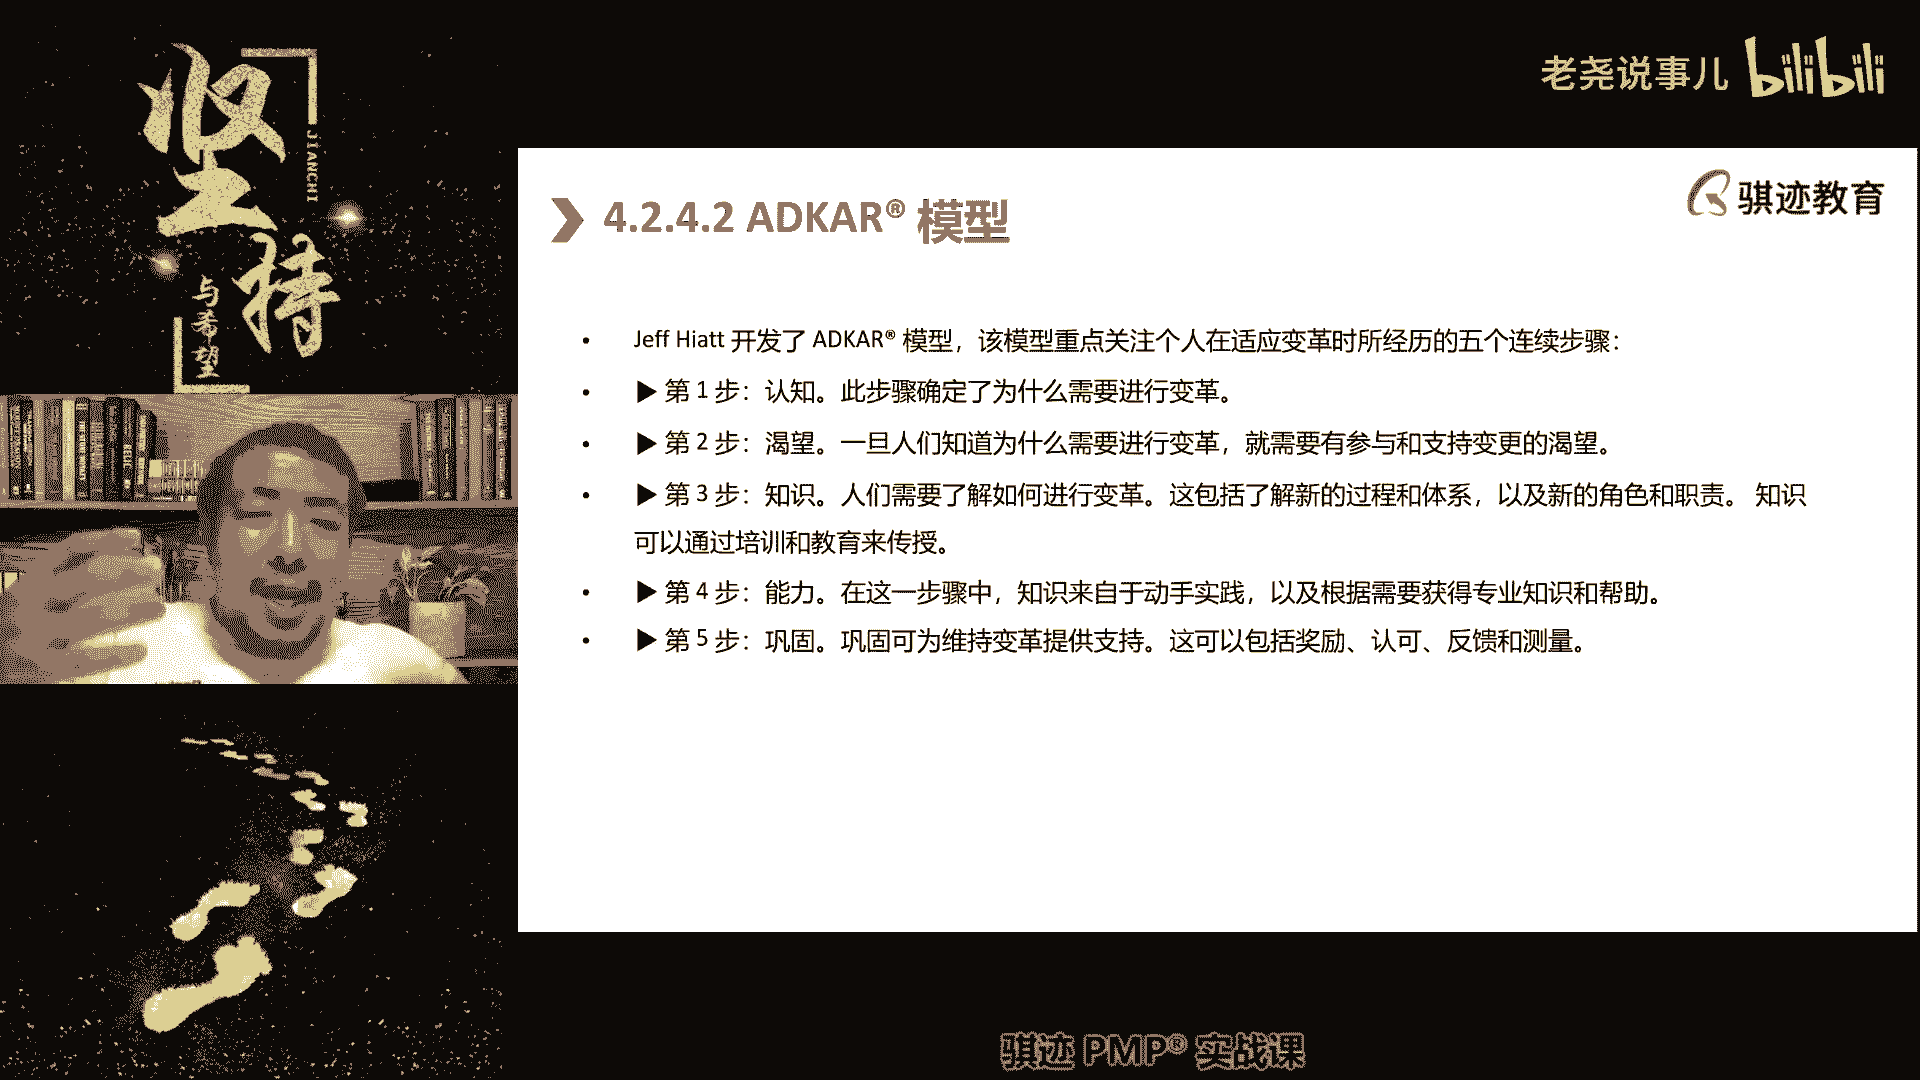 坚持
JIANCHI
与希望
老尧说事儿 bilibili
骐迹教育
4.2.4.2 ADKAR® 模型
• Jeff Hiatt 开发了 ADKAR® 模型，该模型重点关注个人在适应变革时所经历的五个连续步骤：
• ▶ 第 1 步：认知。此步骤确定了为什么需要进行变革。
• ▶ 第 2 步：渴望。一旦人们知道为什么需要进行变革，就需要有参与和支持变更的渴望。
• ▶ 第 3 步：知识。人们需要了解如何进行变革。这包括了解新的过程和体系，以及新的角色和职责。 知识
可以通过培训和教育来传授。
• ▶ 第 4 步：能力。在这一步骤中，知识来自于动手实践，以及根据需要获得专业知识和帮助。
• ▶ 第 5 步：巩固。巩固可为维持变革提供支持。这可以包括奖励、认可、反馈和测量。
骐迹 PMP® 实战课